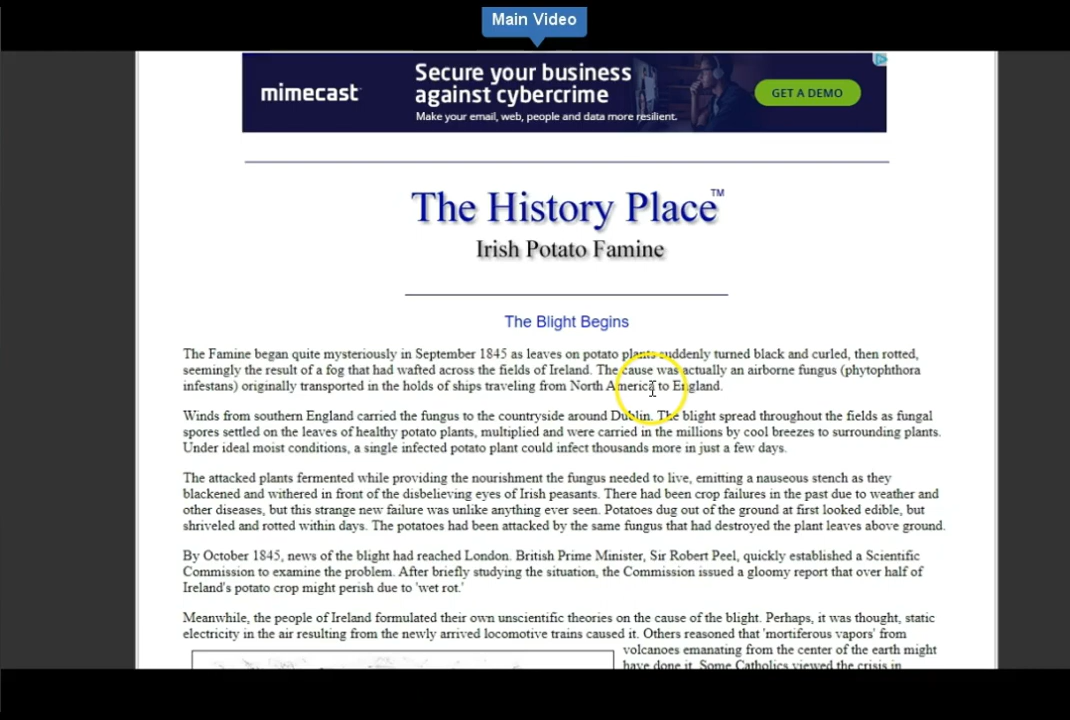 Main Video
mimecast
Secure your business
against cybercrime
Make your email, web, people and data more resilient.
GET A DEMO
The History Place™
Irish Potato Famine
The Blight Begins
The Famine began quite mysteriously in September 1845 as leaves on potato plants suddenly turned black and curled, then rotted,
seemingly the result of a fog that had wafted across the fields of Ireland. The cause was actually an airborne fungus (phytophthora
infestans) originally transported in the holds of ships traveling from North America to England.
Winds from southern England carried the fungus to the countryside around Dublin. The blight spread throughout the fields as fungal
spores settled on the leaves of healthy potato plants, multiplied and were carried in the millions by cool breezes to surrounding plants.
Under ideal moist conditions, a single infected potato plant could infect thousands more in just a few days.
The attacked plants fermented while providing the nourishment the fungus needed to live, emitting a nauseous stench as they
blackened and withered in front of the disbelieving eyes of Irish peasants. There had been crop failures in the past due to weather and
other diseases, but this strange new failure was unlike anything ever seen. Potatoes dug out of the ground at first looked edible, but
shriveled and rotted within days. The potatoes had been attacked by the same fungus that had destroyed the plant leaves above ground.
By October 1845, news of the blight had reached London. British Prime Minister, Sir Robert Peel, quickly established a Scientific
Commission to examine the problem. After briefly studying the situation, the Commission issued a gloomy report that over half of
Ireland's potato crop might perish due to 'wet rot.'
Meanwhile, the people of Ireland formulated their own unscientific theories on the cause of the blight. Perhaps, it was thought, static
electricity in the air resulting from the newly arrived locomotive trains caused it. Others reasoned that 'mortiferous vapors' from
volcanoes emanating from the center of the earth might
have done it. Some Catholics viewed the crisis in